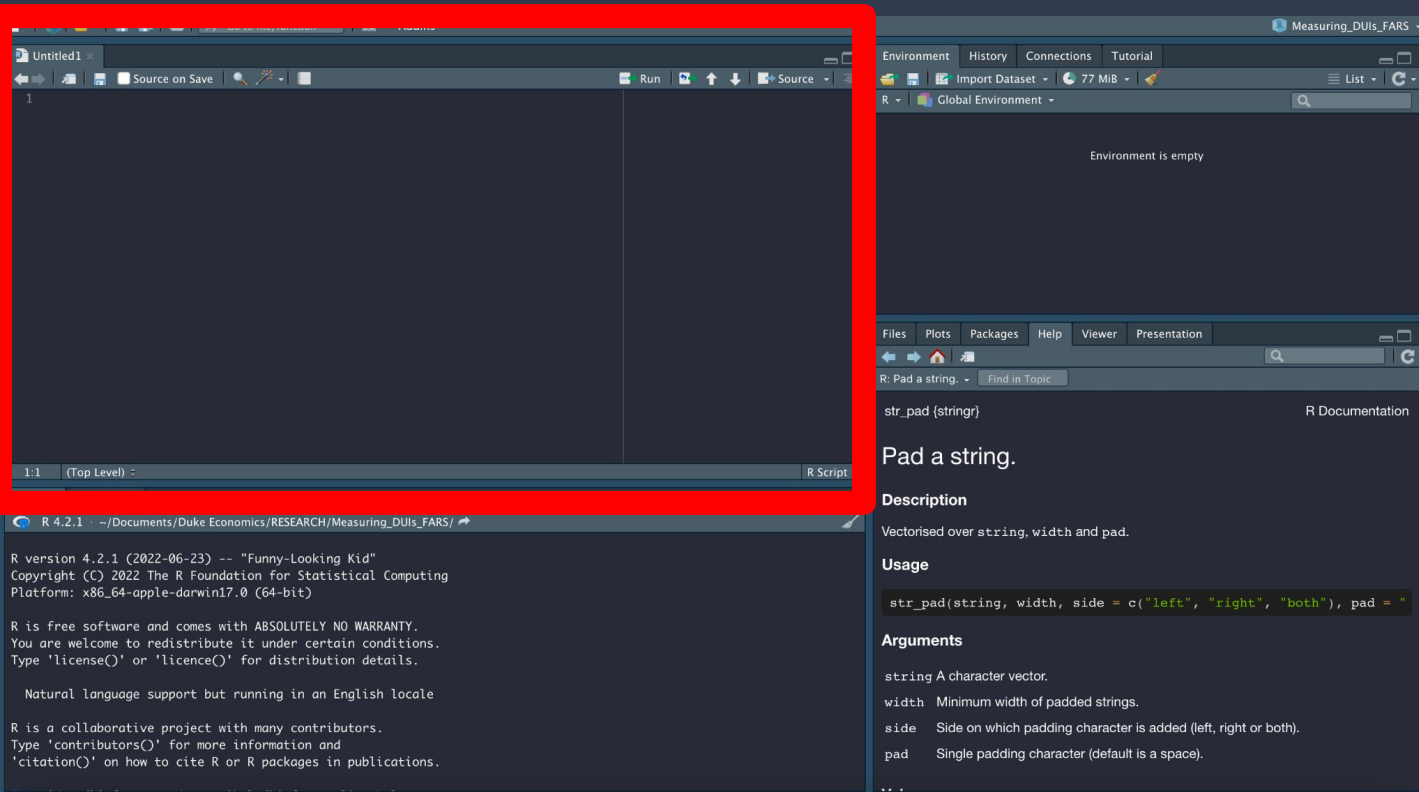 Measuring_DUIs_FARS
Untitled1
Source on Save
Run
Source
1
1:1
(Top Level)
R Script
Environment History Connections Tutorial
Import Dataset
77 MiB
List
R
Global Environment
Environment is empty
R 4.2.1 · ~/Documents/Duke Economics/RESEARCH/Measuring_DUIs_FARS/
R version 4.2.1 (2022-06-23) -- "Funny-Looking Kid"
Copyright (C) 2022 The R Foundation for Statistical Computing
Platform: x86_64-apple-darwin17.0 (64-bit)
R is free software and comes with ABSOLUTELY NO WARRANTY.
You are welcome to redistribute it under certain conditions.
Type 'license()' or 'licence()' for distribution details.
Natural language support but running in an English locale
R is a collaborative project with many contributors.
Type 'contributors()' for more information and
'citation()' on how to cite R or R packages in publications.
Files Plots Packages Help Viewer Presentation
R: Pad a string.
Find in Topic
str_pad {stringr}
R Documentation
Pad a string.
Description
Vectorised over string, width and pad.
Usage
str_pad(string, width, side = c("left", "right", "both"), pad = "
Arguments
string A character vector.
width Minimum width of padded strings.
side Side on which padding character is added (left, right or both).
pad Single padding character (default is a space).